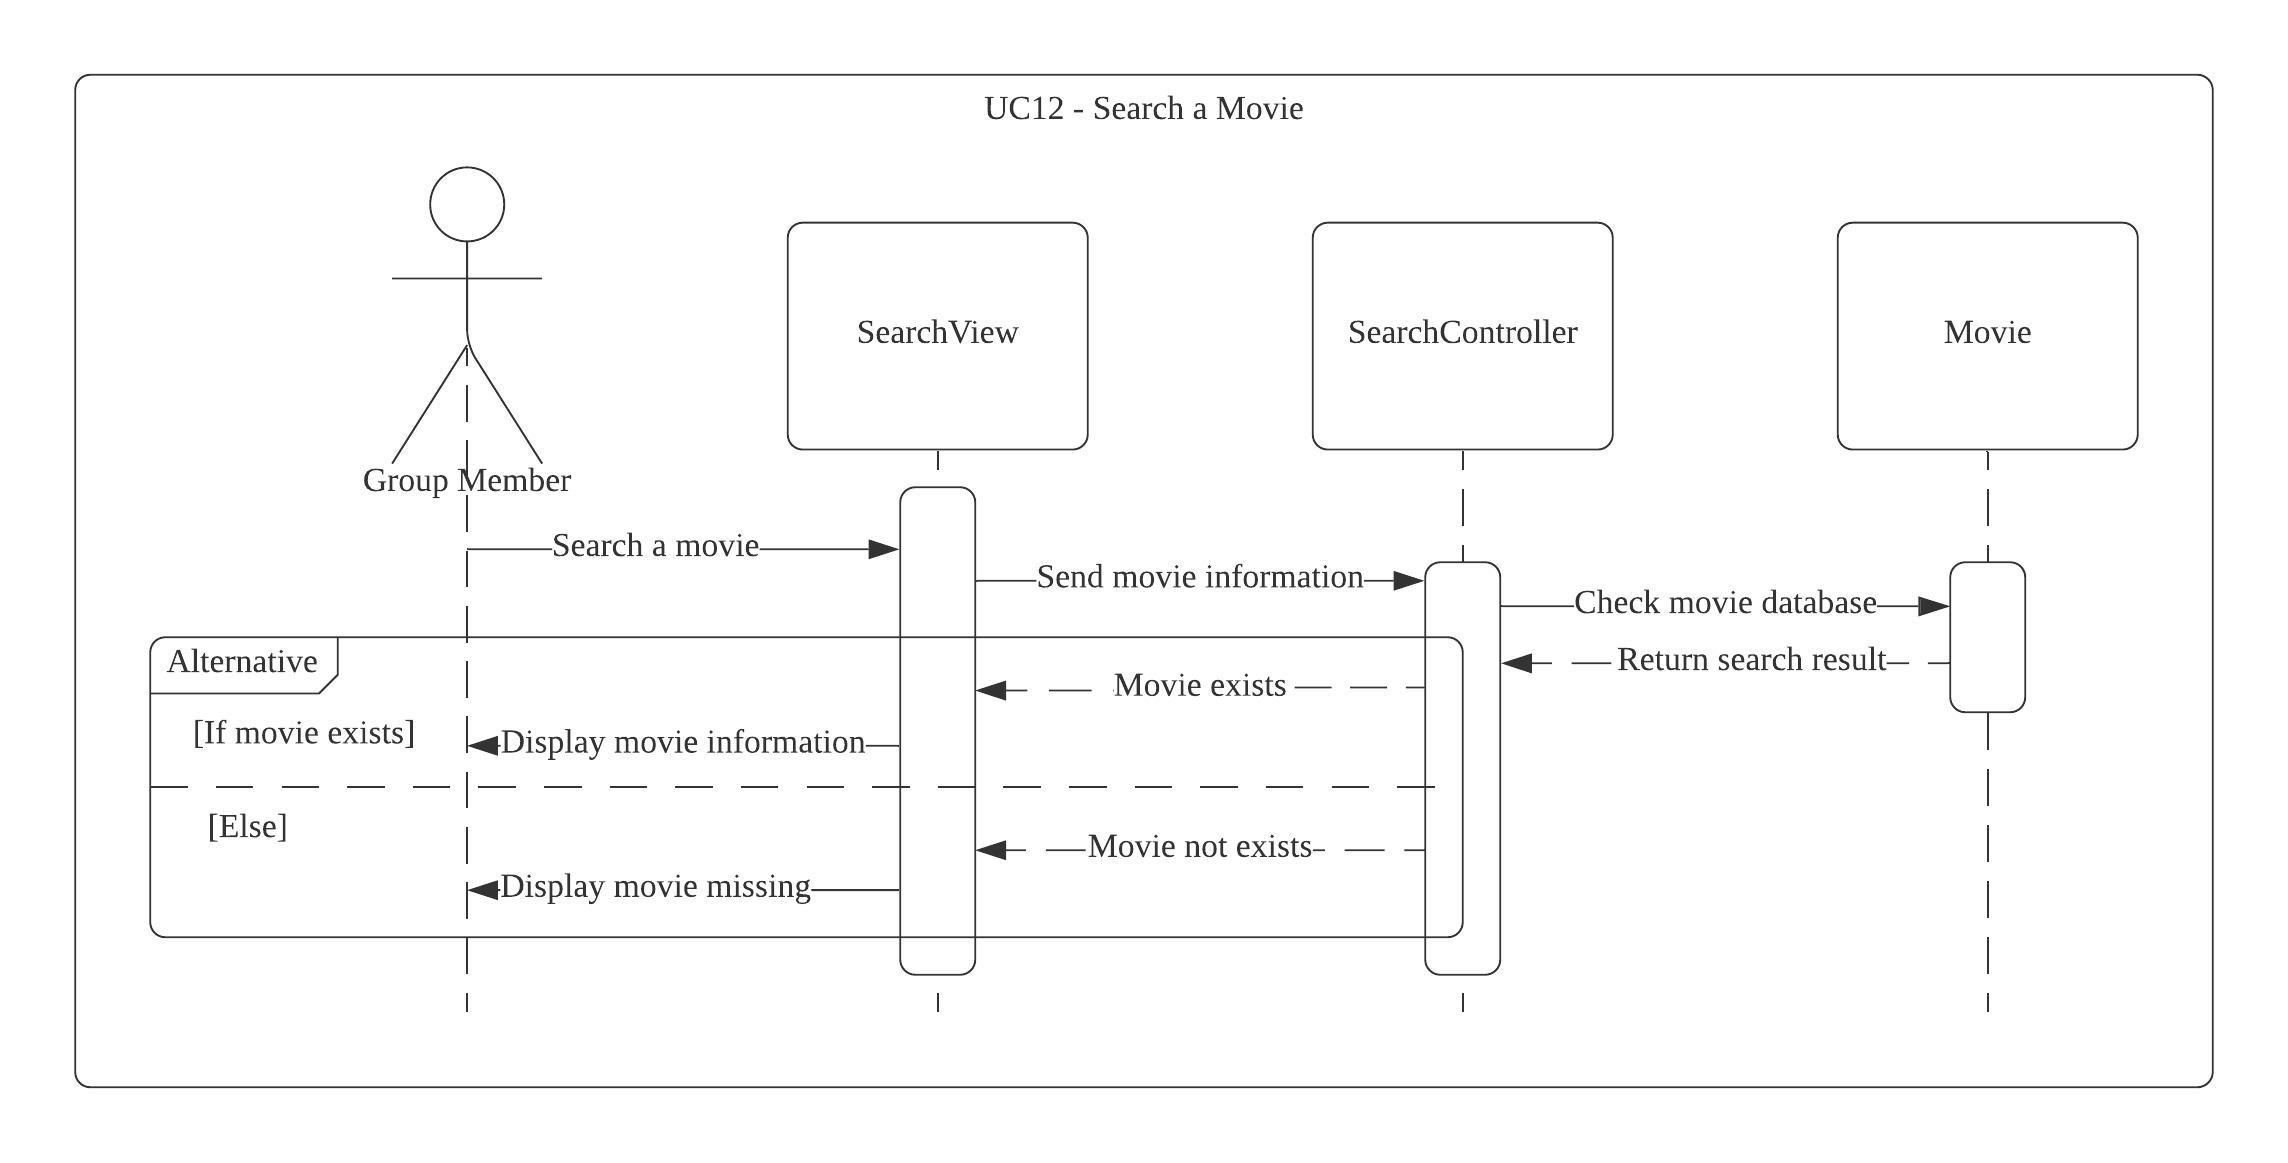 UC12 - Search a Movie
SearchView
SearchController
Movie
Group Member
Search a movie
Send movie information
Check movie database
Return search result
Alternative
Movie exists
[If movie exists]
Display movie information
[Else]
Movie not exists
Display movie missing